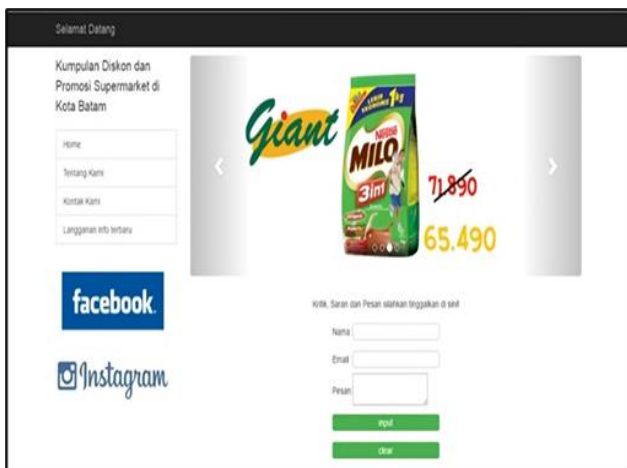 Selamat Datang
Kumpulan Diskon dan
Promosi Supermarket di
Kota Batam
Home
Tentang Kami
Kontak Kami
Langganan info terbaru
facebook.
Instagram
Giant
1kg
Nestlé
MILO
3in1
71.890
65.490
Kritik, Saran dan Pesan silahkan tinggalkan di sini!
Nama
Email
Pesan
input
clear